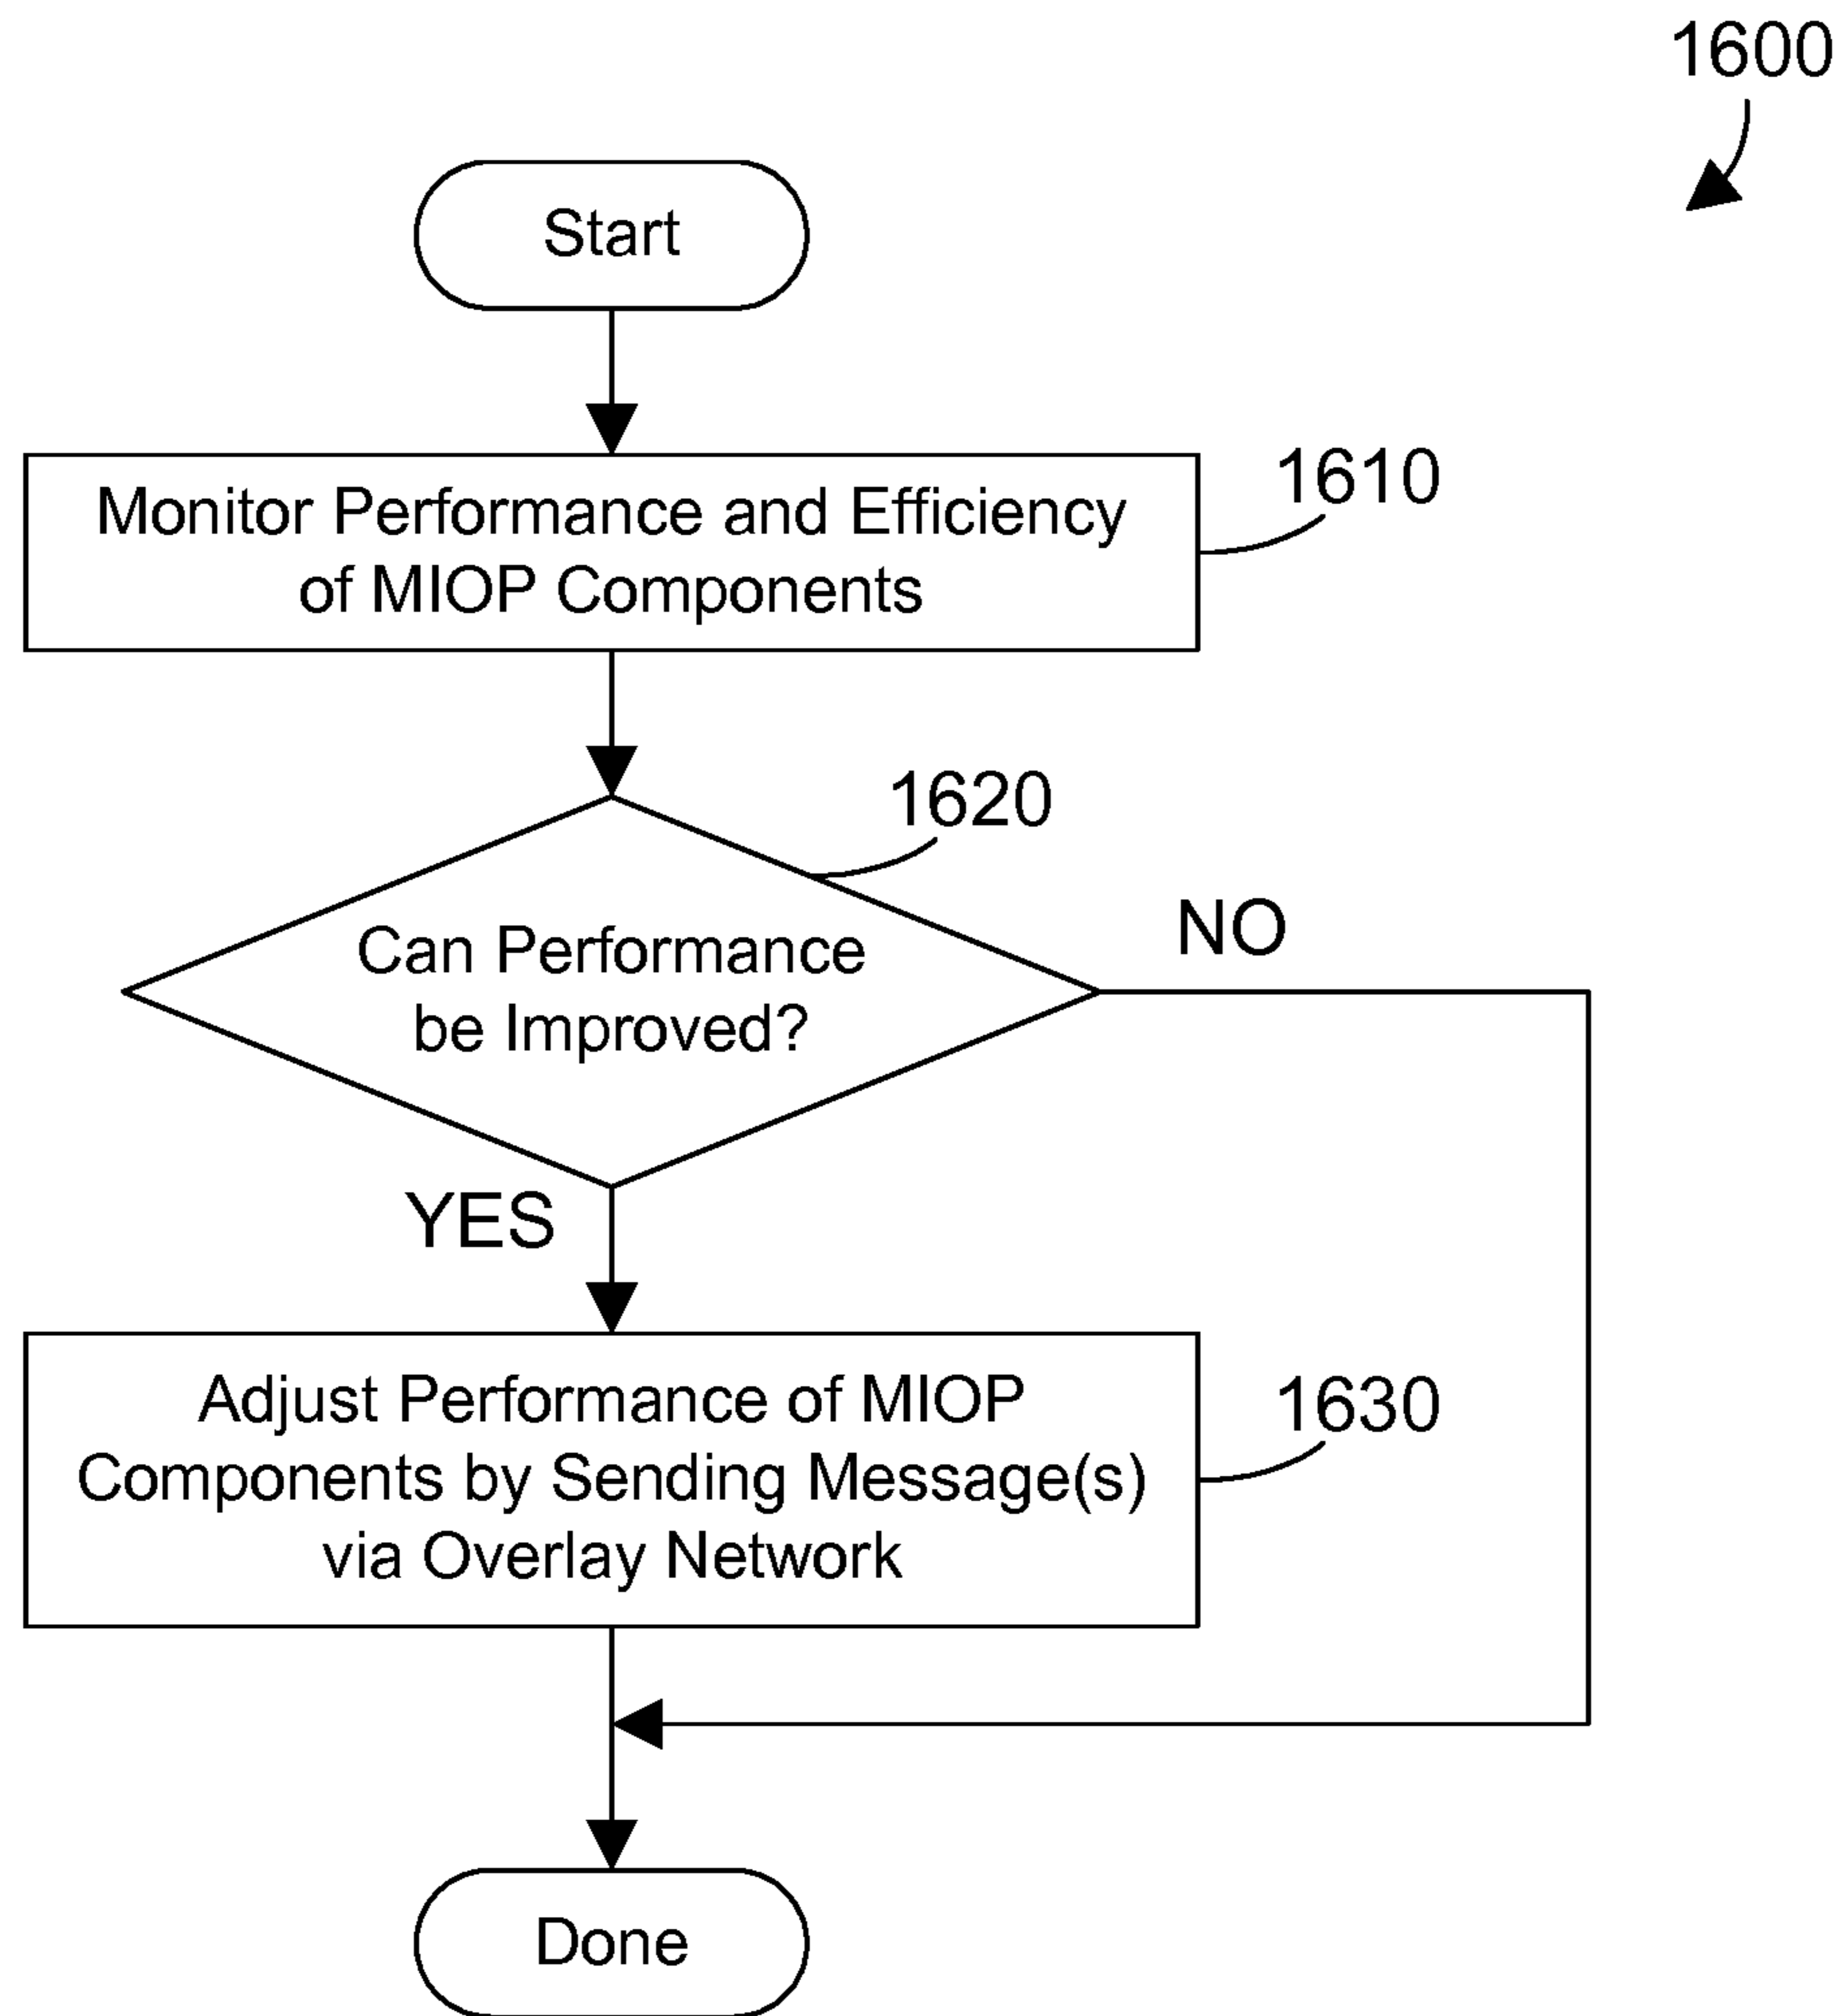 1600
Start
Monitor Performance and Efficiency
of MIOP Components
1610
1620
Can Performance
be Improved?
NO
YES
Adjust Performance of MIOP
Components by Sending Message(s)
via Overlay Network
1630
Done